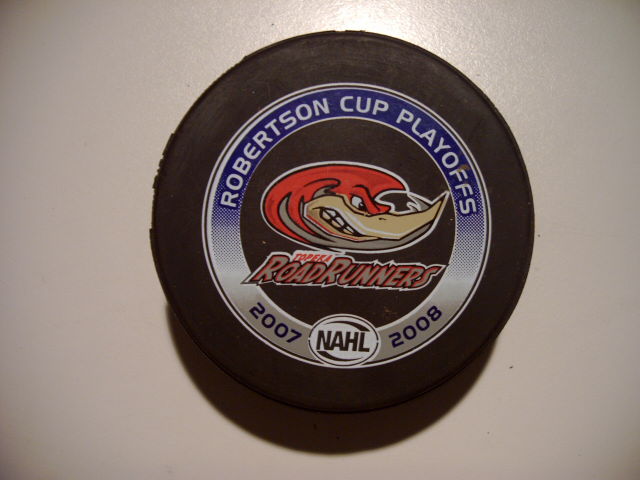 ROBERTSON CUP PLAYOFFS
TOPEKA
ROADRUNNERS
2007 NAHL 2008